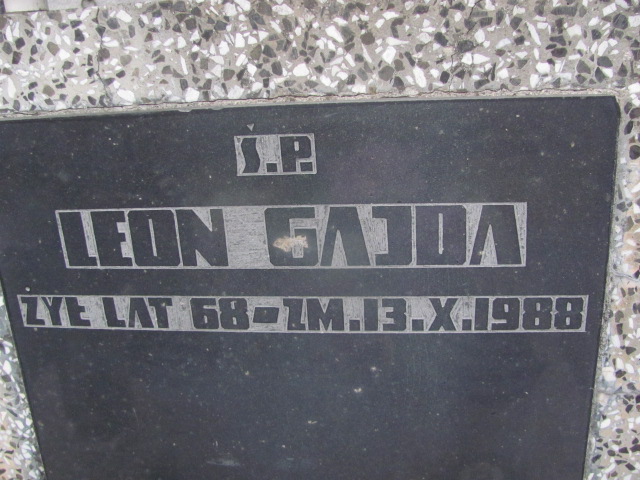 Ś.P.
LEON GAJDA
ŻYŁ LAT 68-ZM.13.X.1988